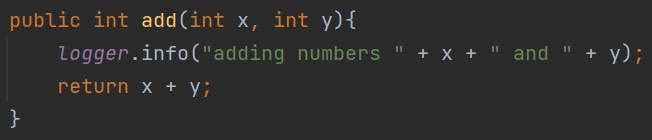 public int add(int x, int y){
    logger.info("adding numbers " + x + " and " + y);
    return x + y;
}